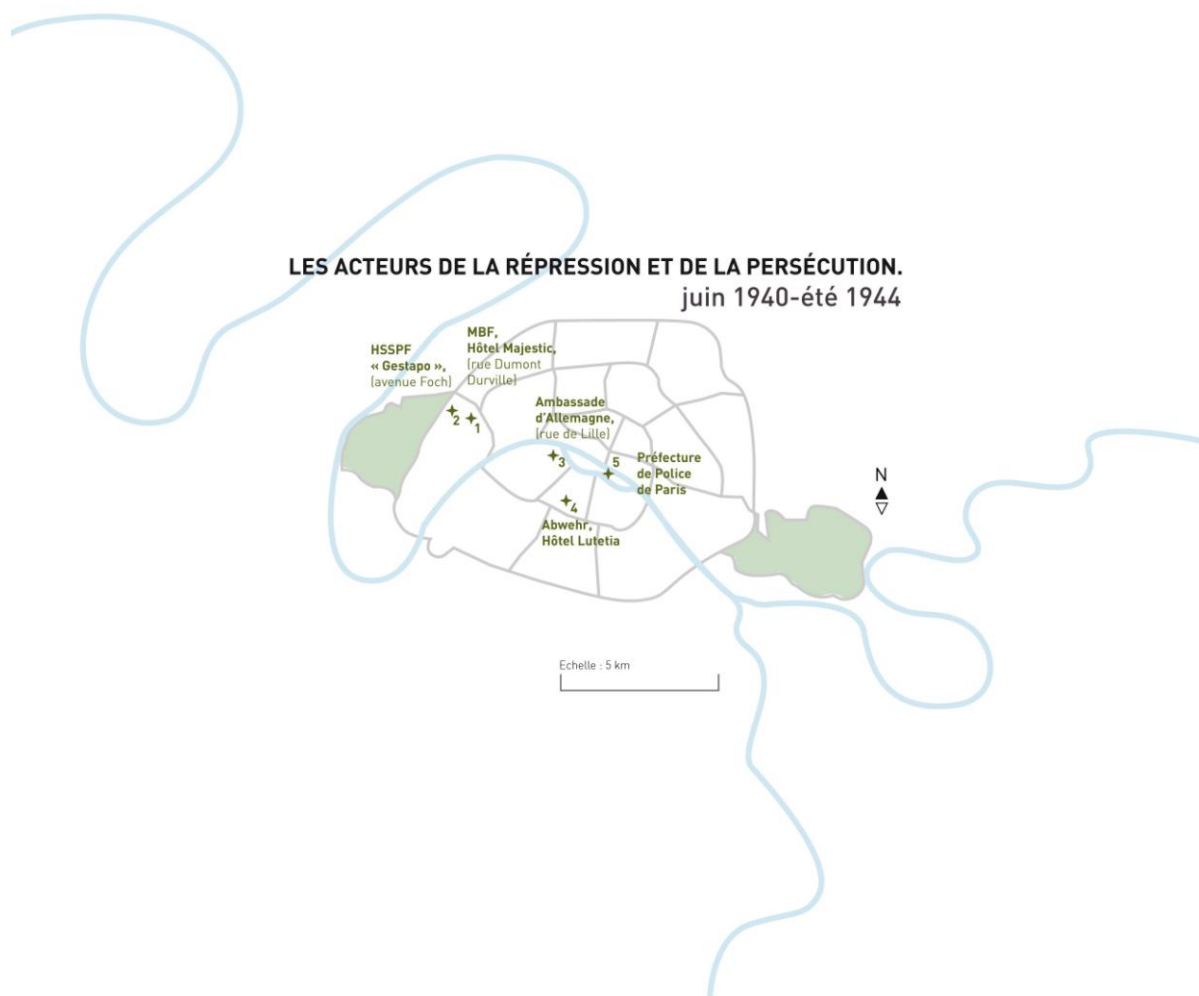 LES ACTEURS DE LA RÉPRESSION ET DE LA PERSÉCUTION.
juin 1940-été 1944
HSSPF
« Gestapo »,
(avenue Foch)
MBF,
Hôtel Majestic,
(rue Dumont
Durville)
2
1
Ambassade
d'Allemagne,
(rue de Lille)
3
5
Préfecture
de Police
de Paris
4
Abwehr,
Hôtel Lutetia
N
Echelle : 5 km